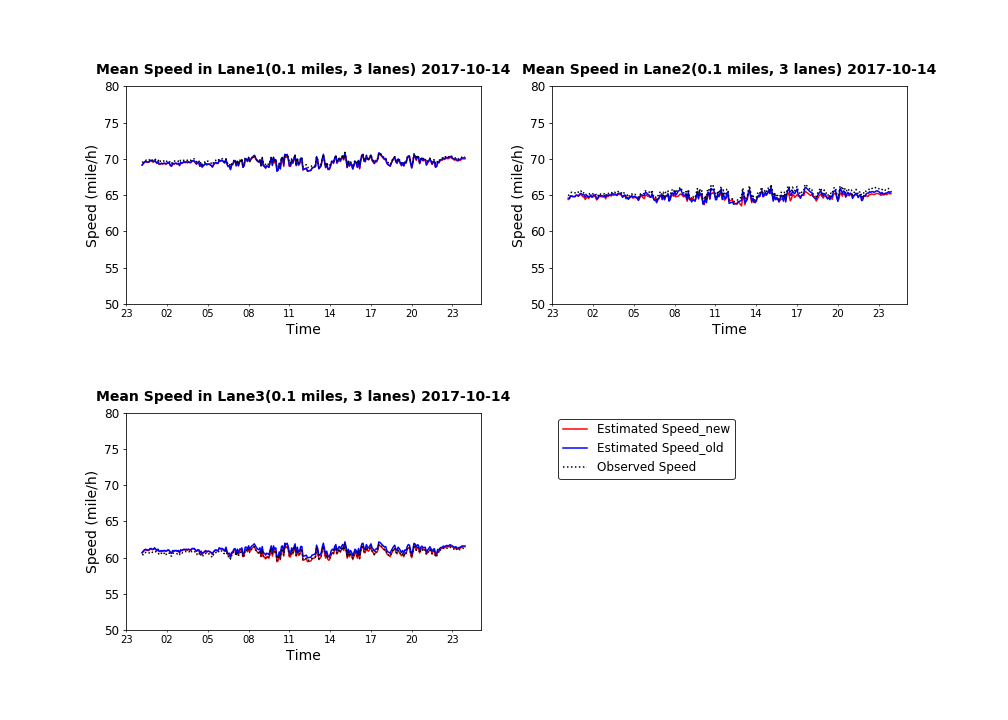 Mean Speed in Lane1(0.1 miles, 3 lanes) 2017-10-14
80
75
70
65
60
55
50
Speed (mile/h)
23 02 05 08 11 14 17 20 23
Time
Mean Speed in Lane2(0.1 miles, 3 lanes) 2017-10-14
80
75
70
65
60
55
50
Speed (mile/h)
23 02 05 08 11 14 17 20 23
Time
Mean Speed in Lane3(0.1 miles, 3 lanes) 2017-10-14
80
75
70
65
60
55
50
Speed (mile/h)
23 02 05 08 11 14 17 20 23
Time
Estimated Speed_new
Estimated Speed_old
Observed Speed